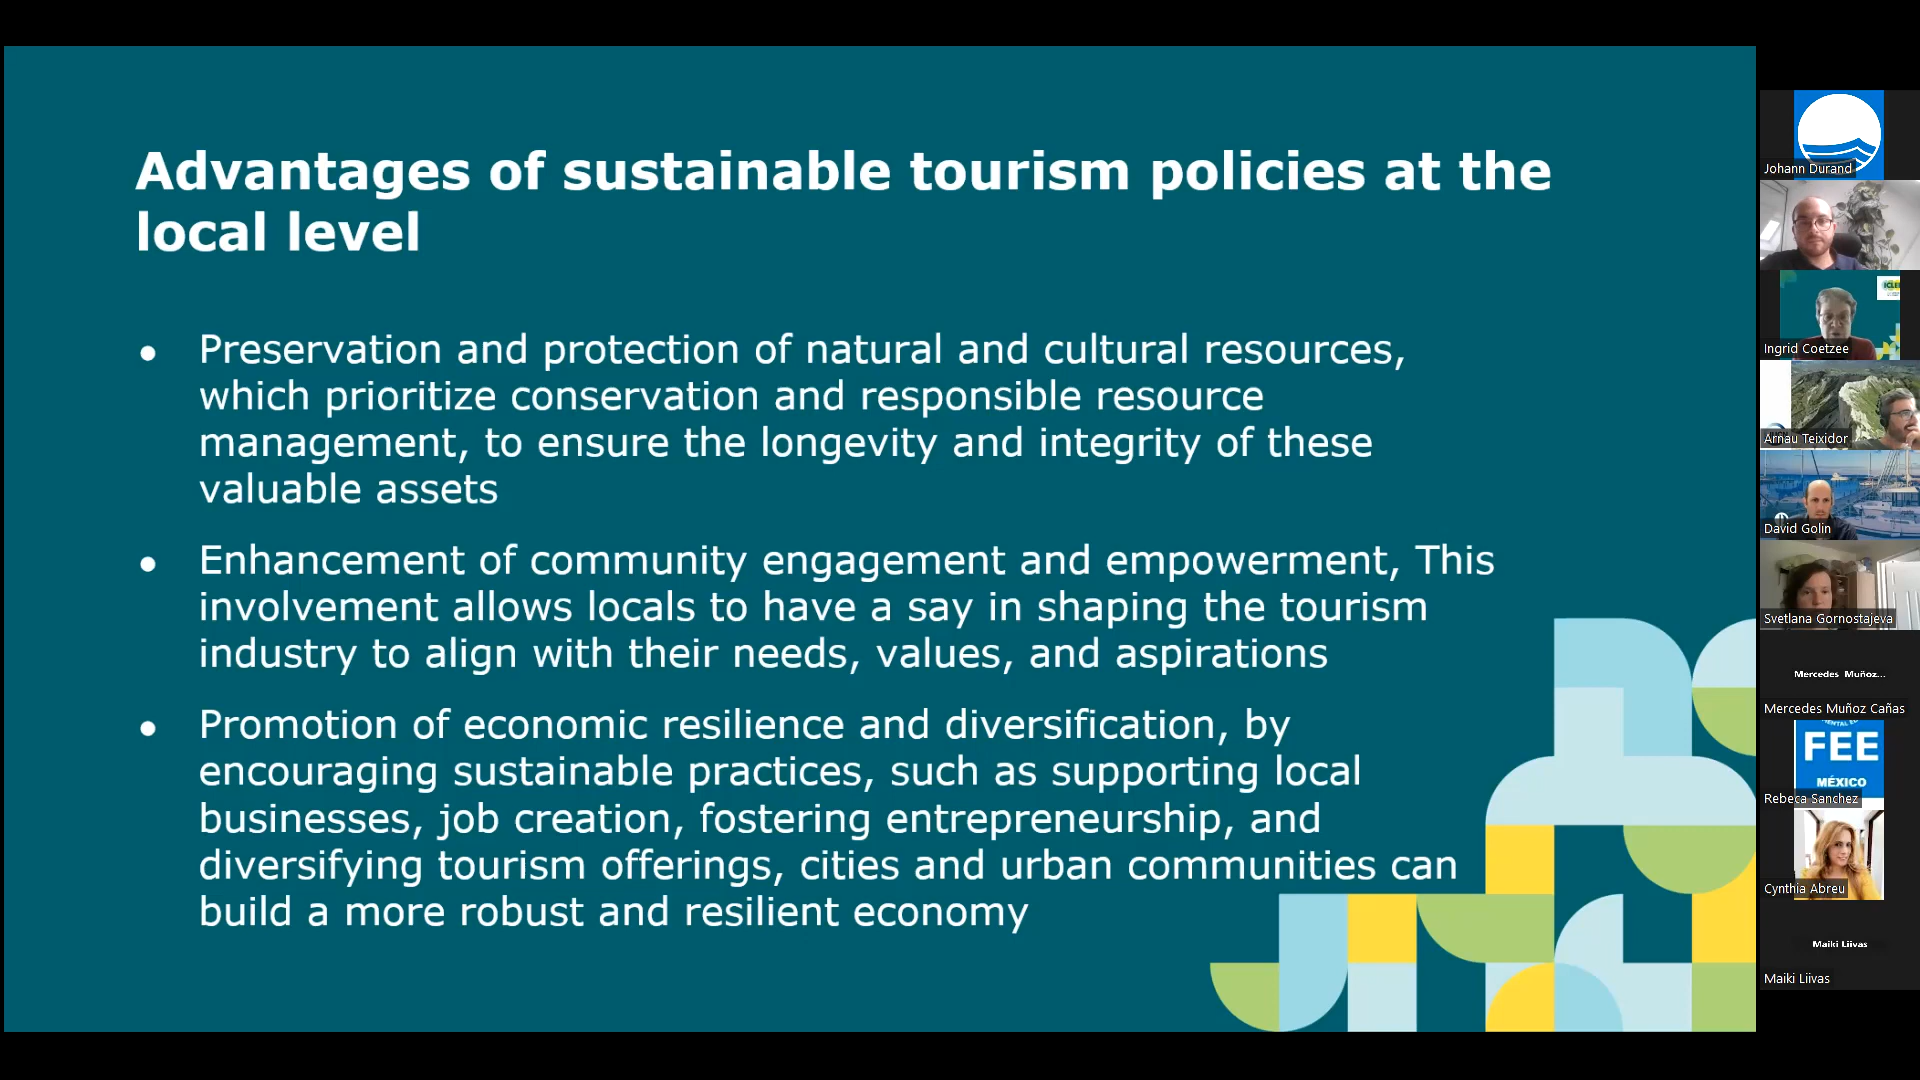 Advantages of sustainable tourism policies at the
local level
● Preservation and protection of natural and cultural resources,
which prioritize conservation and responsible resource
management, to ensure the longevity and integrity of these
valuable assets
● Enhancement of community engagement and empowerment, This
involvement allows locals to have a say in shaping the tourism
industry to align with their needs, values, and aspirations
● Promotion of economic resilience and diversification, by
encouraging sustainable practices, such as supporting local
businesses, job creation, fostering entrepreneurship, and
diversifying tourism offerings, cities and urban communities can
build a more robust and resilient economy
Johann Durand
Ingrid Coetzee
Arnau Teixidor
David Golin
Svetlana Gornostajeva
Mercedes Muñoz...
Mercedes Muñoz Cañas
FEE
MÉXICO
Rebeca Sanchez
Cynthia Abreu
Maiki Liivas
Maiki Liivas